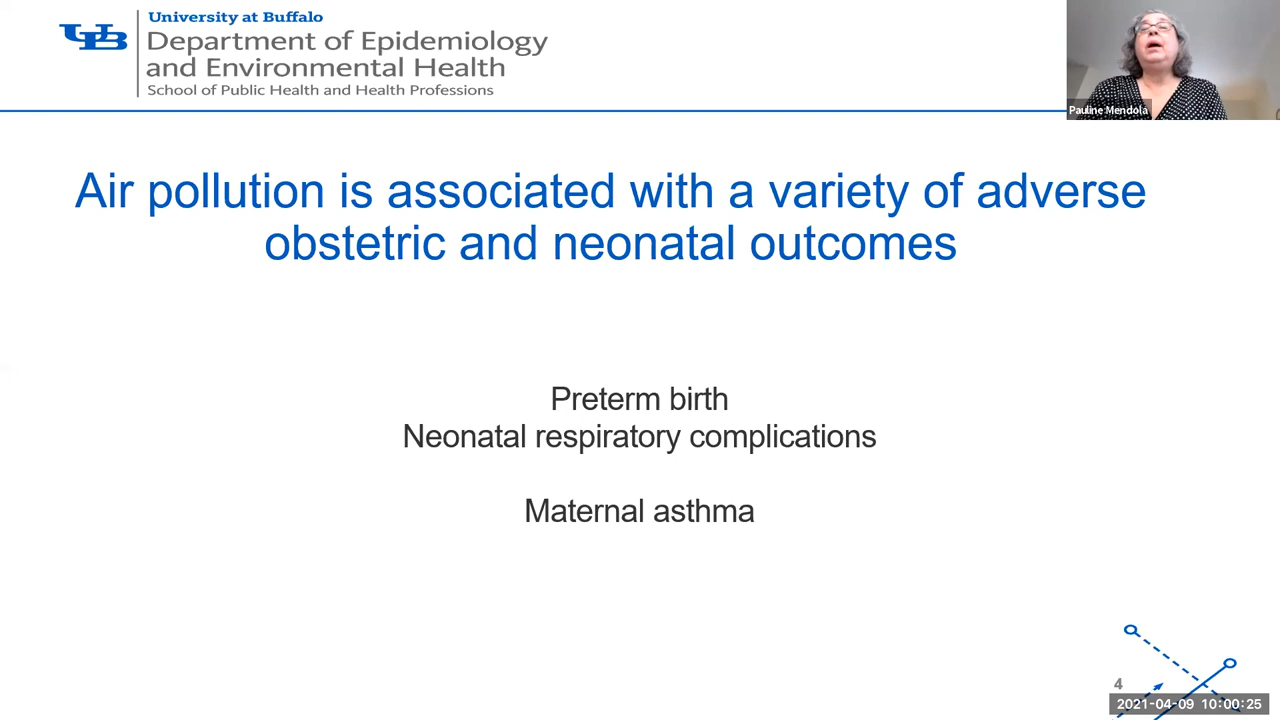 University at Buffalo
Department of Epidemiology
and Environmental Health
School of Public Health and Health Professions
Pauline Mendola
Air pollution is associated with a variety of adverse
obstetric and neonatal outcomes
Preterm birth
Neonatal respiratory complications
Maternal asthma
4
2021-04-09 10:00:25